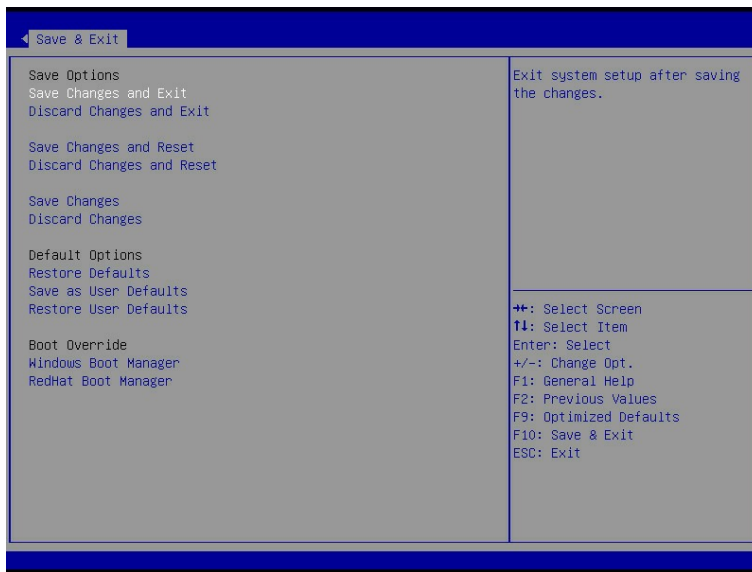 Save & Exit
Save Options
Save Changes and Exit
Discard Changes and Exit
Save Changes and Reset
Discard Changes and Reset
Save Changes
Discard Changes
Default Options
Restore Defaults
Save as User Defaults
Restore User Defaults
Boot Override
Windows Boot Manager
RedHat Boot Manager
Exit system setup after saving
the changes.
→←: Select Screen
↑↓: Select Item
Enter: Select
+/-: Change Opt.
F1: General Help
F2: Previous Values
F9: Optimized Defaults
F10: Save & Exit
ESC: Exit